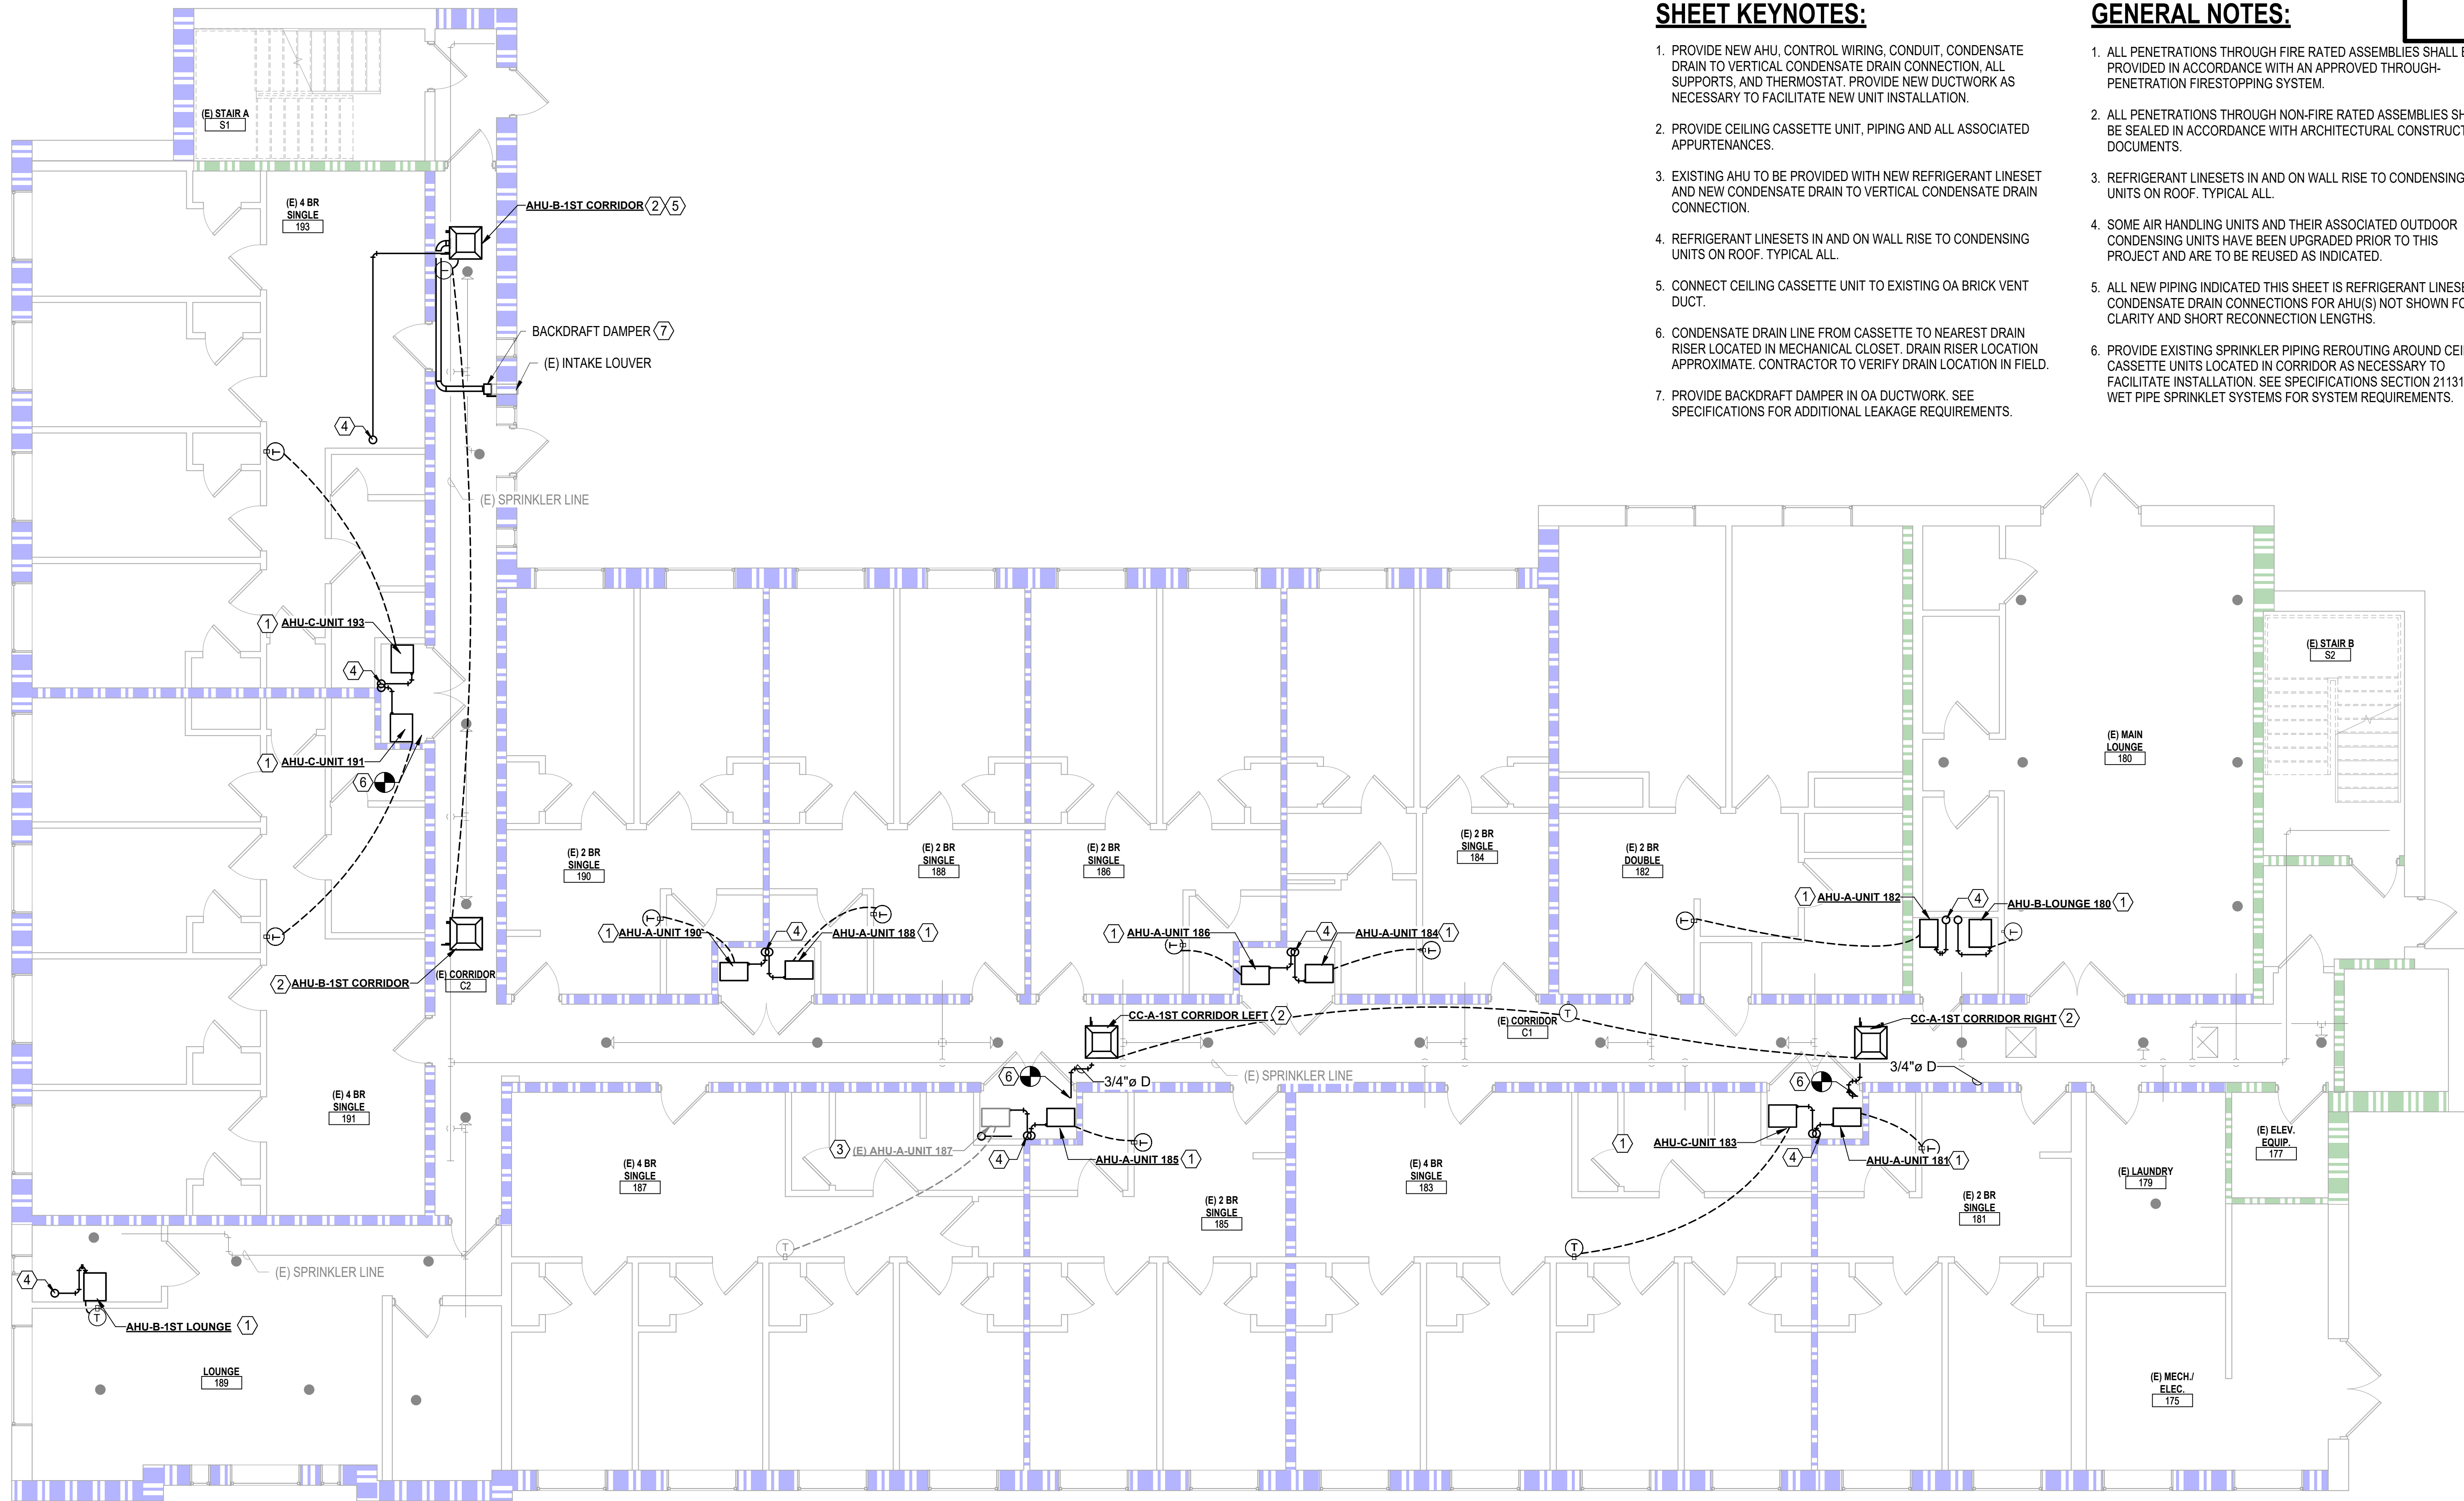 SHEET KEYNOTES:
1. PROVIDE NEW AHU, CONTROL WIRING, CONDUIT, CONDENSATE
DRAIN TO VERTICAL CONDENSATE DRAIN CONNECTION, ALL
SUPPORTS, AND THERMOSTAT. PROVIDE NEW DUCTWORK AS
NECESSARY TO FACILITATE NEW UNIT INSTALLATION.
2. PROVIDE CEILING CASSETTE UNIT, PIPING AND ALL ASSOCIATED
APPURTENANCES.
3. EXISTING AHU TO BE PROVIDED WITH NEW REFRIGERANT LINESET
AND NEW CONDENSATE DRAIN TO VERTICAL CONDENSATE DRAIN
CONNECTION.
4. REFRIGERANT LINESETS IN AND ON WALL RISE TO CONDENSING
UNITS ON ROOF. TYPICAL ALL.
5. CONNECT CEILING CASSETTE UNIT TO EXISTING OA BRICK VENT
DUCT.
6. CONDENSATE DRAIN LINE FROM CASSETTE TO NEAREST DRAIN
RISER LOCATED IN MECHANICAL CLOSET. DRAIN RISER LOCATION
APPROXIMATE. CONTRACTOR TO VERIFY DRAIN LOCATION IN FIELD.
7. PROVIDE BACKDRAFT DAMPER IN OA DUCTWORK. SEE
SPECIFICATIONS FOR ADDITIONAL LEAKAGE REQUIREMENTS.
GENERAL NOTES:
1. ALL PENETRATIONS THROUGH FIRE RATED ASSEMBLIES SHALL
PROVIDED IN ACCORDANCE WITH AN APPROVED THROUGH-
PENETRATION FIRESTOPPING SYSTEM.
2. ALL PENETRATIONS THROUGH NON-FIRE RATED ASSEMBLIES
BE SEALED IN ACCORDANCE WITH ARCHITECTURAL
DOCUMENTS.
3. REFRIGERANT LINESETS IN AND ON WALL RISE TO CONDENSING
UNITS ON ROOF. TYPICAL ALL.
4. SOME AIR HANDLING UNITS AND THEIR ASSOCIATED OUTDOOR
CONDENSING UNITS HAVE BEEN UPGRADED PRIOR TO THIS
PROJECT AND ARE TO BE REUSED AS INDICATED.
5. ALL NEW PIPING INDICATED THIS SHEET IS REFRIGERANT
CONDENSATE DRAIN CONNECTIONS FOR AHU(S) NOT SHOWN
CLARITY AND SHORT RECONNECTION LENGTHS.
6. PROVIDE EXISTING SPRINKLER PIPING REROUTING AROUND
CASSETTE UNITS LOCATED IN CORRIDOR AS NECESSARY TO
FACILITATE INSTALLATION. SEE SPECIFICATIONS SECTION
WET PIPE SPRINKLET SYSTEMS FOR SYSTEM REQUIREMENTS.
(E) STAIR A
S1
(E) 4 BR
SINGLE
193
AHU-B-1ST CORRIDOR 2 5
T
BACKDRAFT DAMPER 7
(E) INTAKE LOUVER
4
T
(E) SPRINKLER LINE
1 AHU-C-UNIT 193
4
1 AHU-C-UNIT 191
6
T
2 AHU-B-1ST CORRIDOR
(E) CORRIDOR
C2
(E) 4 BR
SINGLE
191
(E) SPRINKLER LINE
4
T
AHU-B-1ST LOUNGE 1
LOUNGE
189
(E) 2 BR
SINGLE
190
(E) 2 BR
SINGLE
188
(E) 2 BR
SINGLE
186
(E) 2 BR
SINGLE
184
(E) 2 BR
DOUBLE
182
(E) MAIN
LOUNGE
180
(E) STAIR B
S2
T
T
1 AHU-A-UNIT 190
4
AHU-A-UNIT 188 1
1 AHU-A-UNIT 186
T
4
AHU-A-UNIT 184 1
T
T
1 AHU-A-UNIT 182
4
AHU-B-LOUNGE 180 1
T
CC-A-1ST CORRIDOR LEFT 2
T
(E) CORRIDOR
C1
CC-A-1ST CORRIDOR RIGHT 2
(E) SPRINKLER LINE
6
3/4"ø D
6
3/4"ø D
3 (E) AHU-A-UNIT 187
4
T
AHU-A-UNIT 185 1
1
AHU-C-UNIT 183
4
T
AHU-A-UNIT 181 1
(E) 4 BR
SINGLE
187
(E) 2 BR
SINGLE
185
(E) 4 BR
SINGLE
183
(E) 2 BR
SINGLE
181
T
T
(E) LAUNDRY
179
(E) ELEV.
EQUIP.
177
(E) MECH./
ELEC.
175